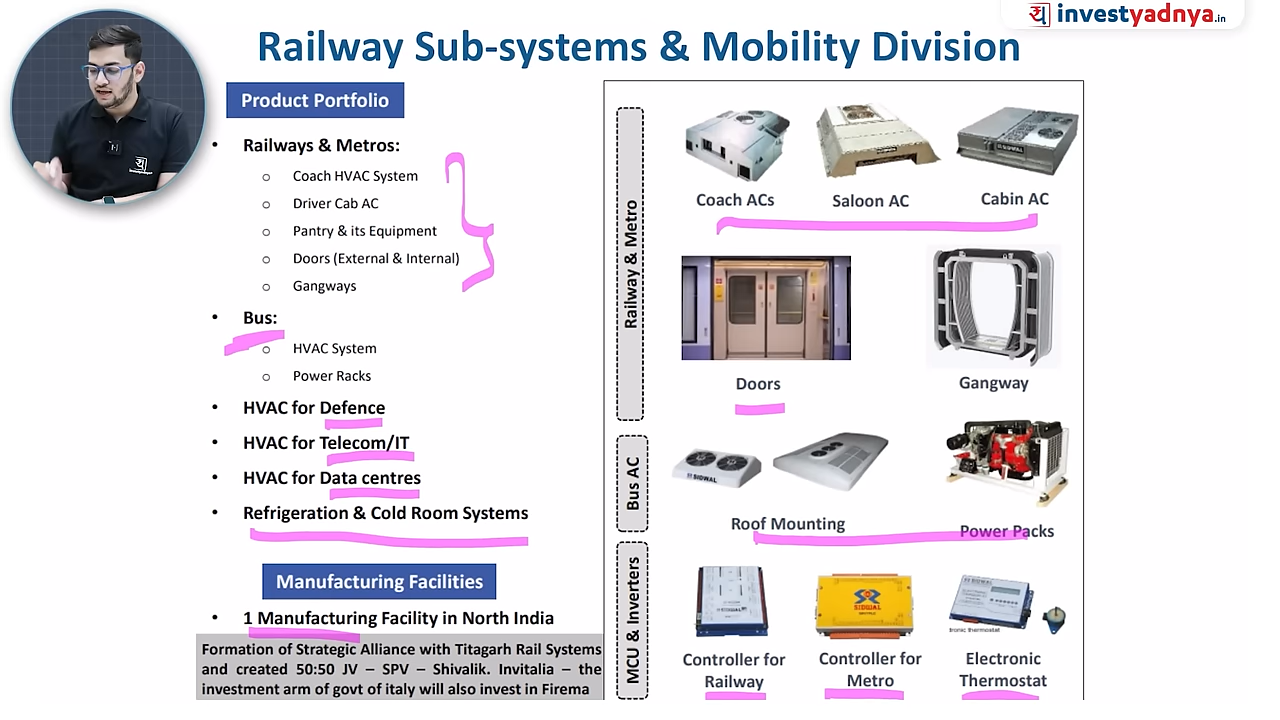 investyadnya.in
Railway Sub-systems & Mobility Division
Product Portfolio
• Railways & Metros:
o Coach HVAC System
o Driver Cab AC
o Pantry & its Equipment
o Doors (External & Internal)
o Gangways
• Bus:
o HVAC System
o Power Racks
• HVAC for Defence
• HVAC for Telecom/IT
• HVAC for Data centres
• Refrigeration & Cold Room Systems
Manufacturing Facilities
• 1 Manufacturing Facility in North India
Formation of Strategic Alliance with Titagarh Rail Systems
and created 50:50 JV – SPV – Shivalik. Invitalia – the
investment arm of govt of italy will also invest in Firema
Railway & Metro
Coach ACs
Saloon AC
SIDWAL
Cabin AC
Doors
Gangway
Bus AC
SIDWAL
Roof Mounting
Power Packs
MCU & Inverters
SIDWAL
tronic thermostat
Controller for
Railway
Controller for
Metro
Electronic
Thermostat